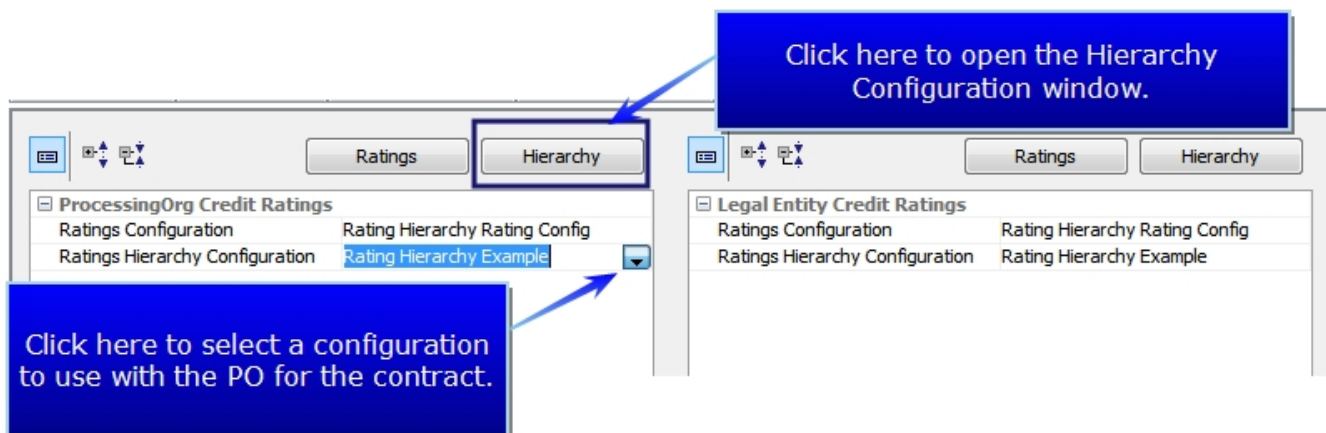 Click here to open the Hierarchy
Configuration window.
Ratings
Hierarchy
Ratings
Hierarchy
ProcessingOrg Credit Ratings
Ratings Configuration Rating Hierarchy Rating Config
Ratings Hierarchy Configuration Rating Hierarchy Example
Legal Entity Credit Ratings
Ratings Configuration Rating Hierarchy Rating Config
Ratings Hierarchy Configuration Rating Hierarchy Example
Click here to select a configuration
to use with the PO for the contract.